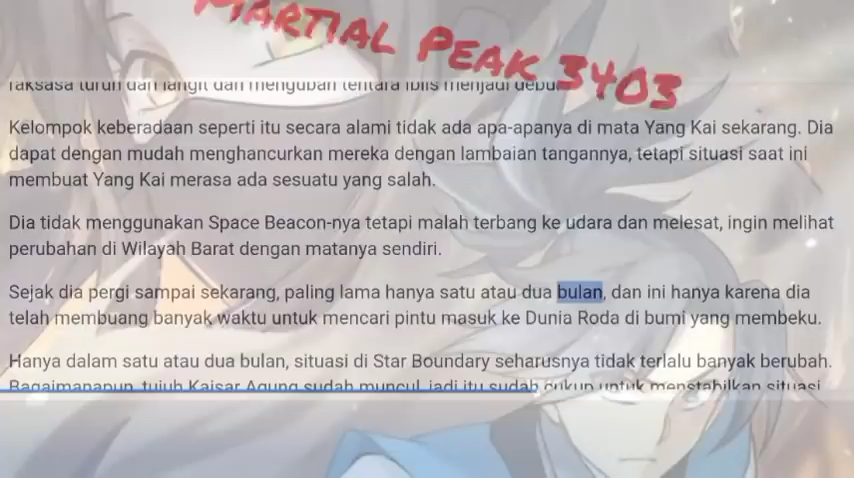 MARTIAL PEAK 3403
raksasa turun dari langit dan mengubah tentara iblis menjadi debu
Kelompok keberadaan seperti itu secara alami tidak ada apa-apanya di mata Yang Kai sekarang. Dia
dapat dengan mudah menghancurkan mereka dengan lambaian tangannya, tetapi situasi saat ini
membuat Yang Kai merasa ada sesuatu yang salah.
Dia tidak menggunakan Space Beacon-nya tetapi malah terbang ke udara dan melesat, ingin melihat
perubahan di Wilayah Barat dengan matanya sendiri.
Sejak dia pergi sampai sekarang, paling lama hanya satu atau dua bulan, dan ini hanya karena dia
telah membuang banyak waktu untuk mencari pintu masuk ke Dunia Roda di bumi yang membeku.
Hanya dalam satu atau dua bulan, situasi di Star Boundary seharusnya tidak terlalu banyak berubah.
Bagaimanapun, tujuh Kaisar Agung sudah muncul, jadi itu sudah cukup untuk menstabilkan situasi